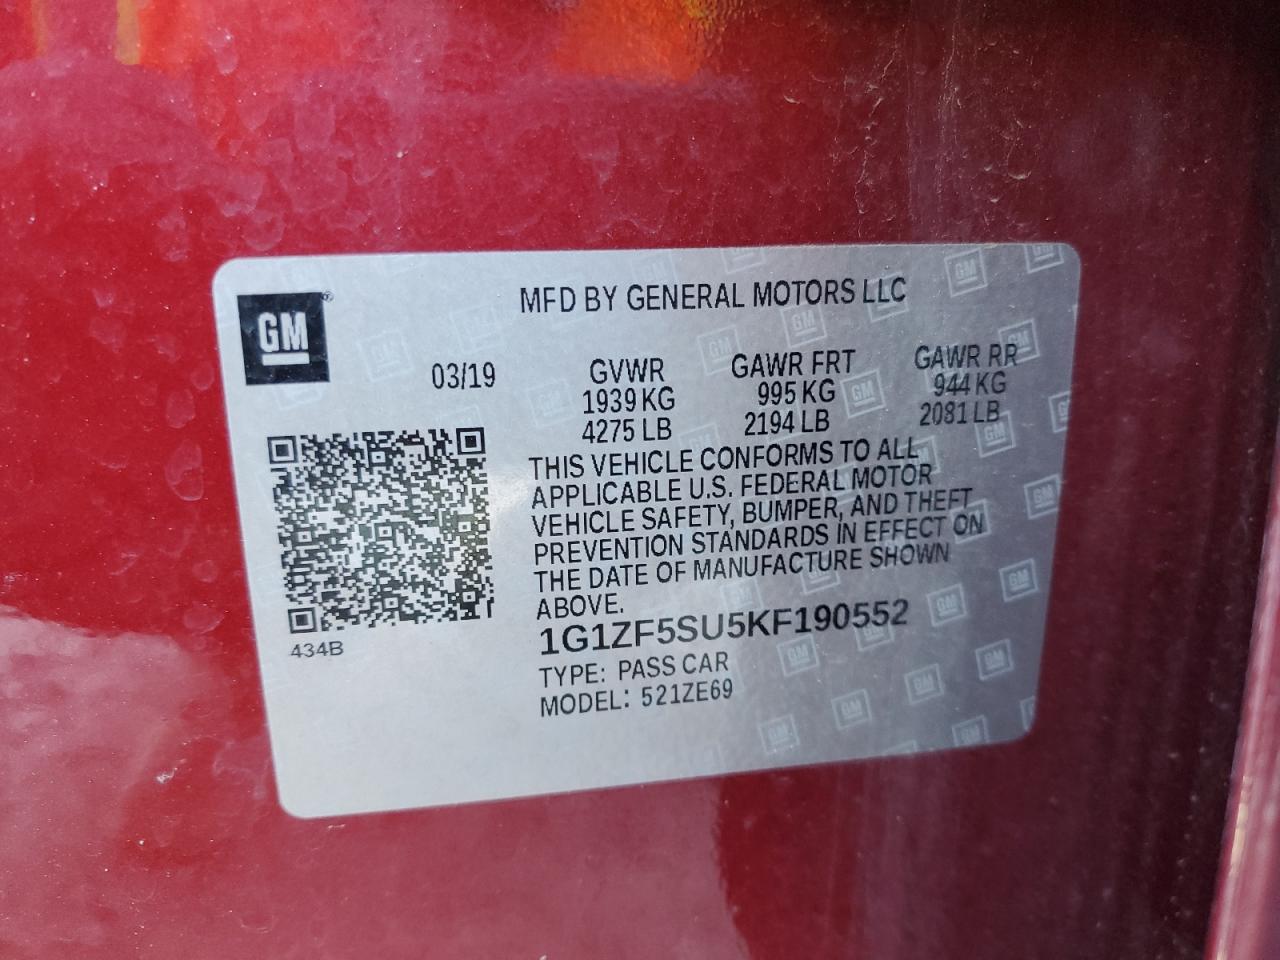 GM
MFD BY GENERAL MOTORS LLC
03/19
GVWR GAWR FRT GAWR RR
1939 KG 995 KG 944 KG
4275 LB 2194 LB 2081 LB
THIS VEHICLE CONFORMS TO ALL
APPLICABLE U.S. FEDERAL MOTOR
VEHICLE SAFETY, BUMPER, AND THEFT
PREVENTION STANDARDS IN EFFECT ON
THE DATE OF MANUFACTURE SHOWN
ABOVE.
1G1ZF5SU5KF190552
434B
TYPE: PASS CAR
MODEL: 521ZE69